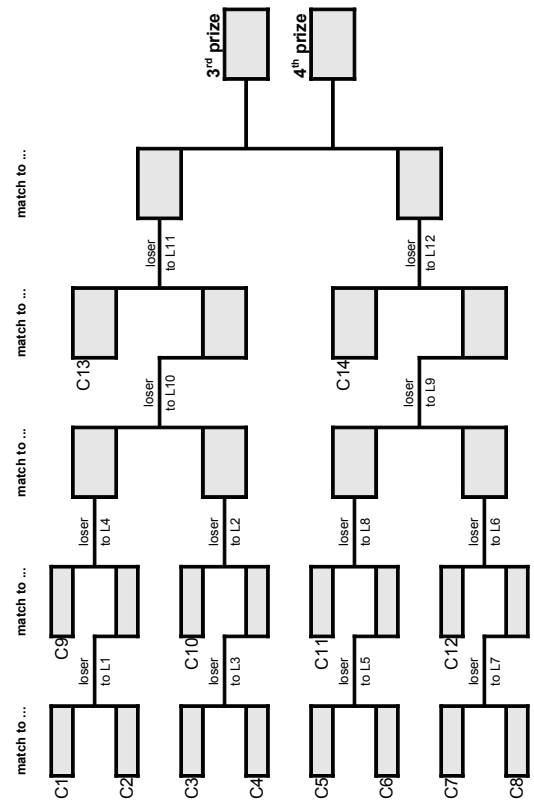 match to ...
match to ...
match to ...
match to ...
match to ...
C1
C9
C13
loser
to L1
loser
to L4
C2
loser
to L10
loser
to L11
C3
C10
3rd prize
loser
to L3
loser
to L2
C4
4th prize
C5
C11
C14
loser
to L5
loser
to L8
C6
loser
to L9
loser
to L12
C7
C12
loser
to L7
loser
to L6
C8